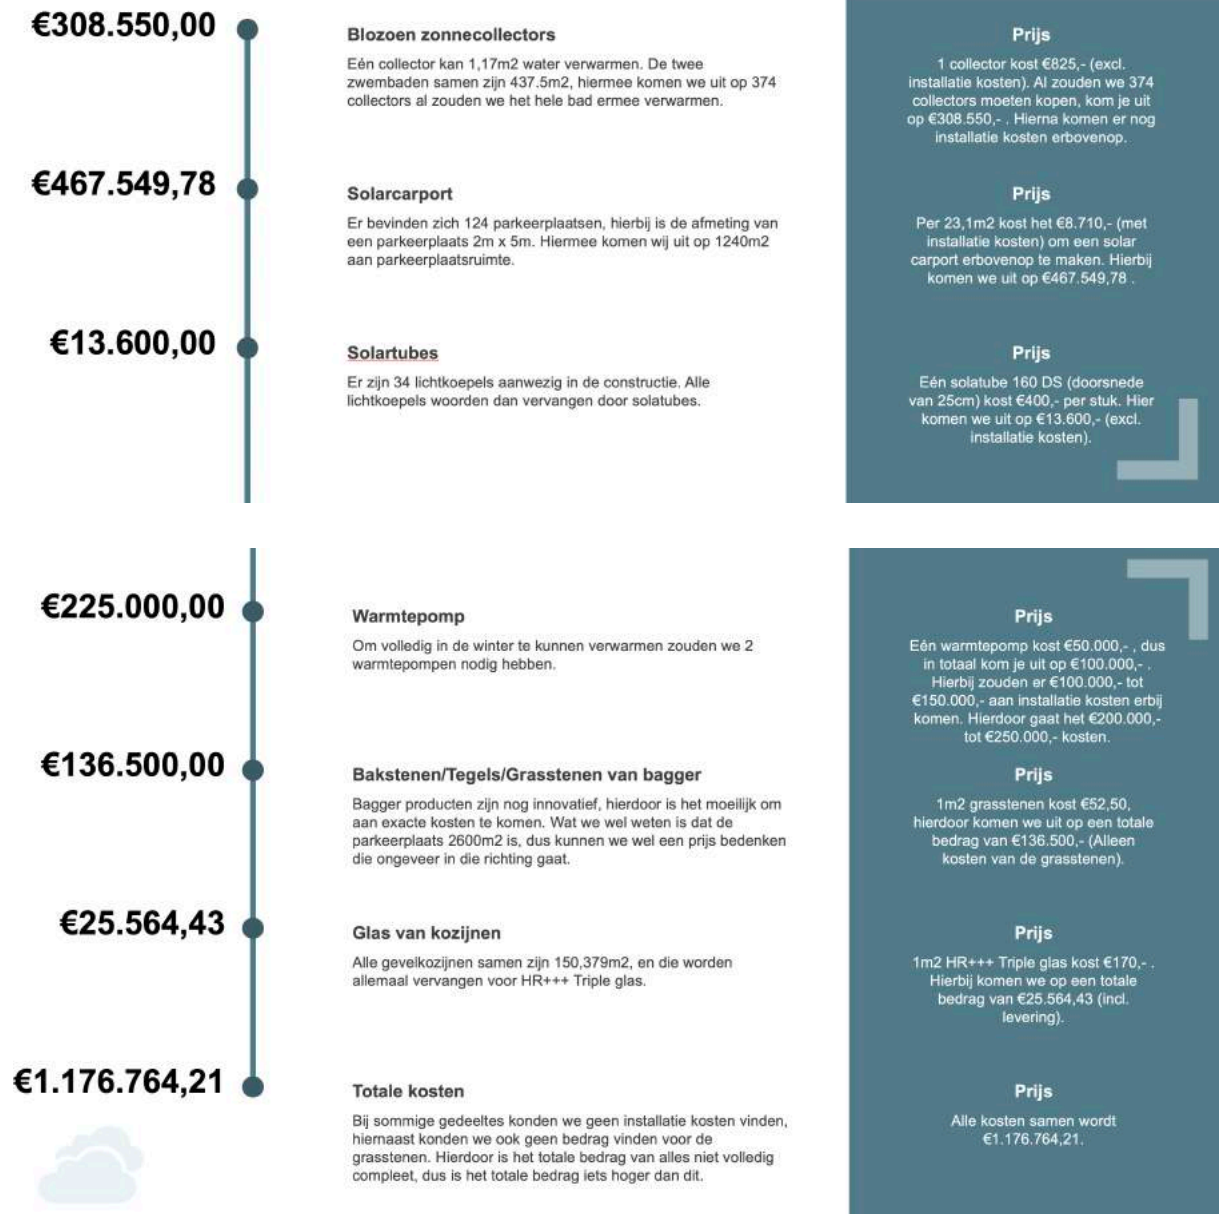 €308.550,00
Blozoen zonnecollectors
Eén collector kan 1,17m2 water verwarmen. De twee
zwembaden samen zijn 437.5m2, hiermee komen we uit op 374
collectors al zouden we het hele bad ermee verwarmen.
Prijs
1 collector kost €825,- (excl.
installatie kosten). Al zouden we 374
collectors moeten kopen, kom je uit
op €308.550,- . Hierna komen er nog
installatie kosten erbovenop.
€467.549,78
Solarcarport
Er bevinden zich 124 parkeerplaatsen, hierbij is de afmeting van
een parkeerplaats 2m x 5m. Hiermee komen wij uit op 1240m2
aan parkeerplaatsruimte.
Prijs
Per 23,1m2 kost het €8.710,- (met
installatie kosten) om een solar
carport erbovenop te maken. Hierbij
komen we uit op €467.549,78 .
€13.600,00
Solartubes
Er zijn 34 lichtkoepels aanwezig in de constructie. Alle
lichtkoepels woorden dan vervangen door solatubes.
Prijs
Eén solatube 160 DS (doorsnede
van 25cm) kost €400,- per stuk. Hier
komen we uit op €13.600,- (excl.
installatie kosten).
€225.000,00
Warmtepomp
Om volledig in de winter te kunnen verwarmen zouden we 2
warmtepompen nodig hebben.
Prijs
Eén warmtepomp kost €50.000,- , dus
in totaal kom je uit op €100.000,- .
Hierbij zouden er €100.000,- tot
€150.000,- aan installatie kosten erbij
komen. Hierdoor gaat het €200.000,-
tot €250.000,- kosten.
€136.500,00
Bakstenen/Tegels/Grasstenen van bagger
Bagger producten zijn nog innovatief, hierdoor is het moeilijk om
aan exacte kosten te komen. Wat we wel weten is dat de
parkeerplaats 2600m2 is, dus kunnen we wel een prijs bedenken
die ongeveer in die richting gaat.
Prijs
1m2 grasstenen kost €52,50,
hierdoor komen we uit op een totale
bedrag van €136.500,- (Alleen
kosten van de grasstenen).
€25.564,43
Glas van kozijnen
Alle gevelkozijnen samen zijn 150,379m2, en die worden
allemaal vervangen voor HR+++ Triple glas.
Prijs
1m2 HR+++ Triple glas kost €170,- .
Hierbij komen we op een totale
bedrag van €25.564,43 (incl.
levering).
€1.176.764,21
Totale kosten
Bij sommige gedeeltes konden we geen installatie kosten vinden,
hiernaast konden we ook geen bedrag vinden voor de
grasstenen. Hierdoor is het totale bedrag van alles niet volledig
compleet, dus is het totale bedrag iets hoger dan dit.
Prijs
Alle kosten samen wordt
€1.176.764,21.